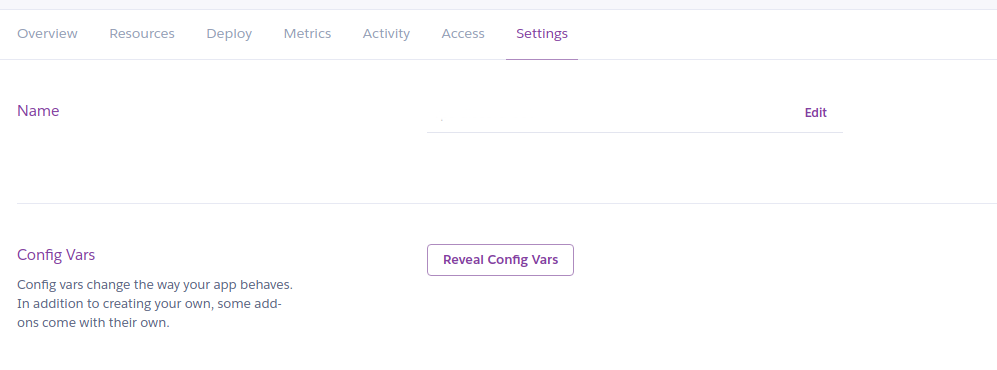 Overview Resources Deploy Metrics Activity Access Settings
Name
Edit
Config Vars
Reveal Config Vars
Config vars change the way your app behaves.
In addition to creating your own, some add-
ons come with their own.